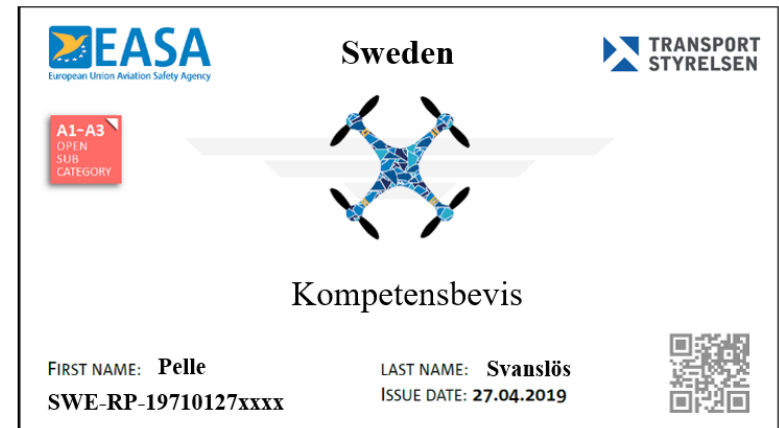 EASA
European Union Aviation Safety Agency
Sweden
TRANSPORT
STYRELSEN
A1-A3
OPEN
SUB
CATEGORY
Kompetensbevis
FIRST NAME: Pelle
LAST NAME: Svanslös
SWE-RP-19710127xxxx
ISSUE DATE: 27.04.2019